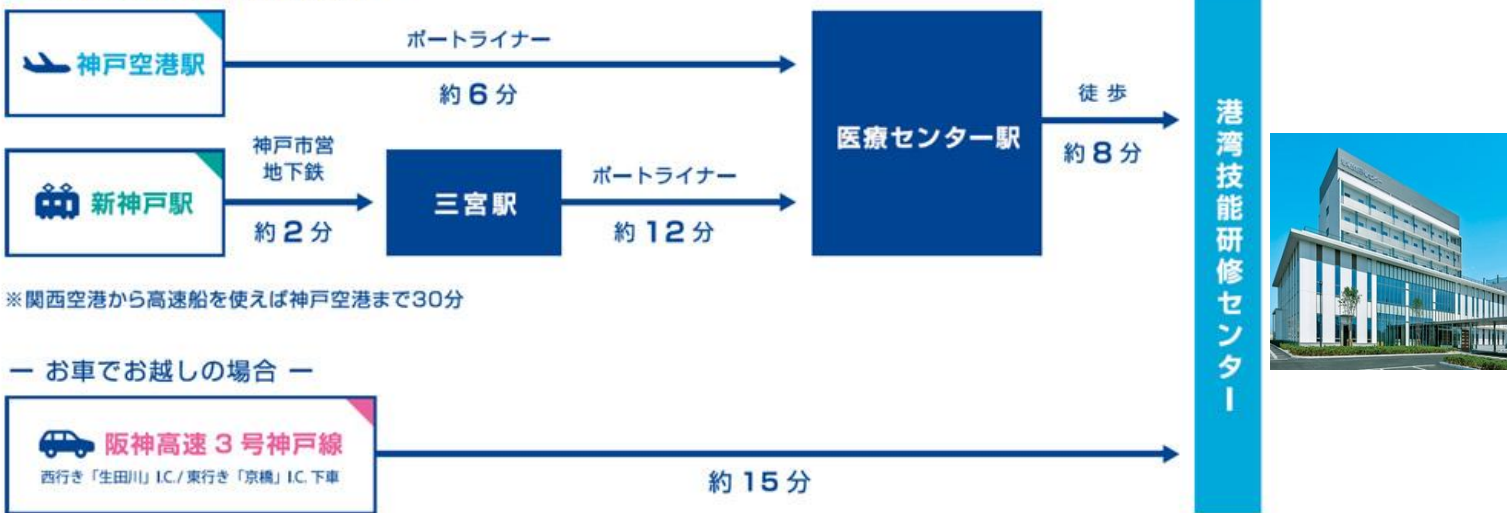 神戸空港駅
ポートライナー
約6分
新神戸駅
神戸市営
地下鉄
約2分
三宮駅
ポートライナー
約12分
医療センター駅
徒歩
約8分
港湾技能研修センター
※関西空港から高速船を使えば神戸空港まで30分
ー お車でお越しの場合 ー
阪神高速3号神戸線
西行き「生田川」I.C./東行き「京橋」I.C.下車
約15分